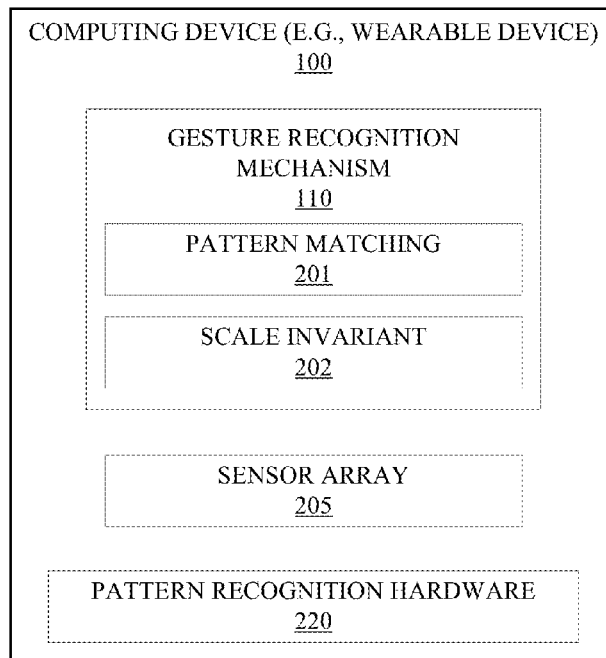 COMPUTING DEVICE (E.G., WEARABLE DEVICE)
100
GESTURE RECOGNITION
MECHANISM
110
PATTERN MATCHING
201
SCALE INVARIANT
202
SENSOR ARRAY
205
PATTERN RECOGNITION HARDWARE
220